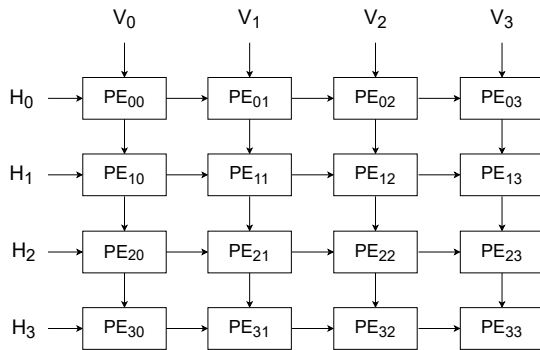 V0 V1 V2 V3
H0 PE00 PE01 PE02 PE03
H1 PE10 PE11 PE12 PE13
H2 PE20 PE21 PE22 PE23
H3 PE30 PE31 PE32 PE33